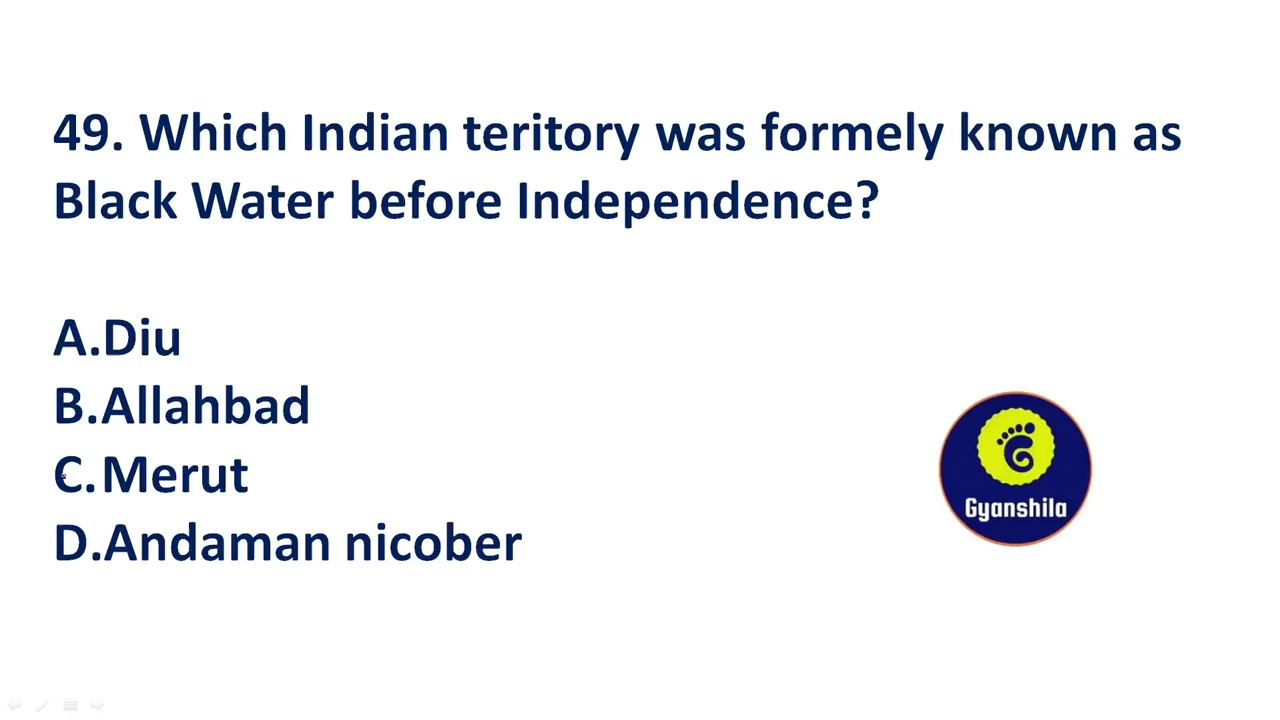 49. Which Indian teritory was formely known as
Black Water before Independence?
A.Diu
B.Allahbad
C.Merut
D.Andaman nicober
Gyanshila